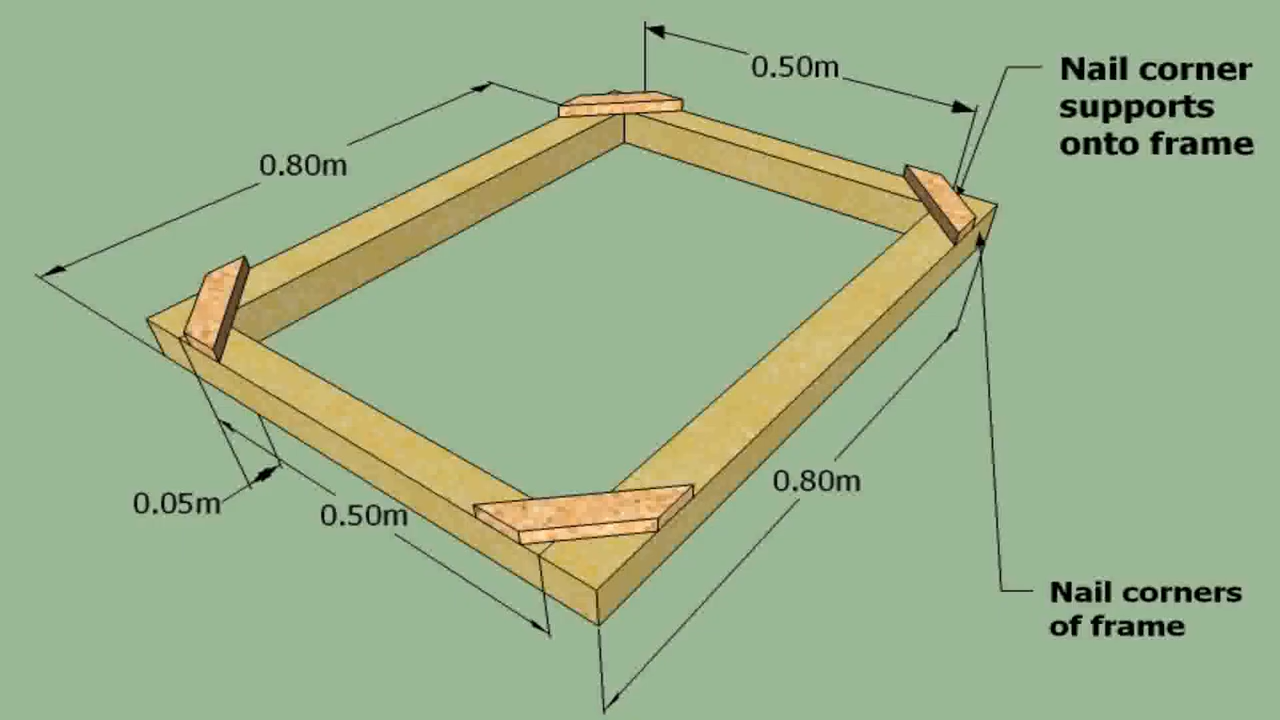 0.50m
Nail corner
supports
onto frame
0.80m
0.80m
0.05m
0.50m
Nail corners
of frame